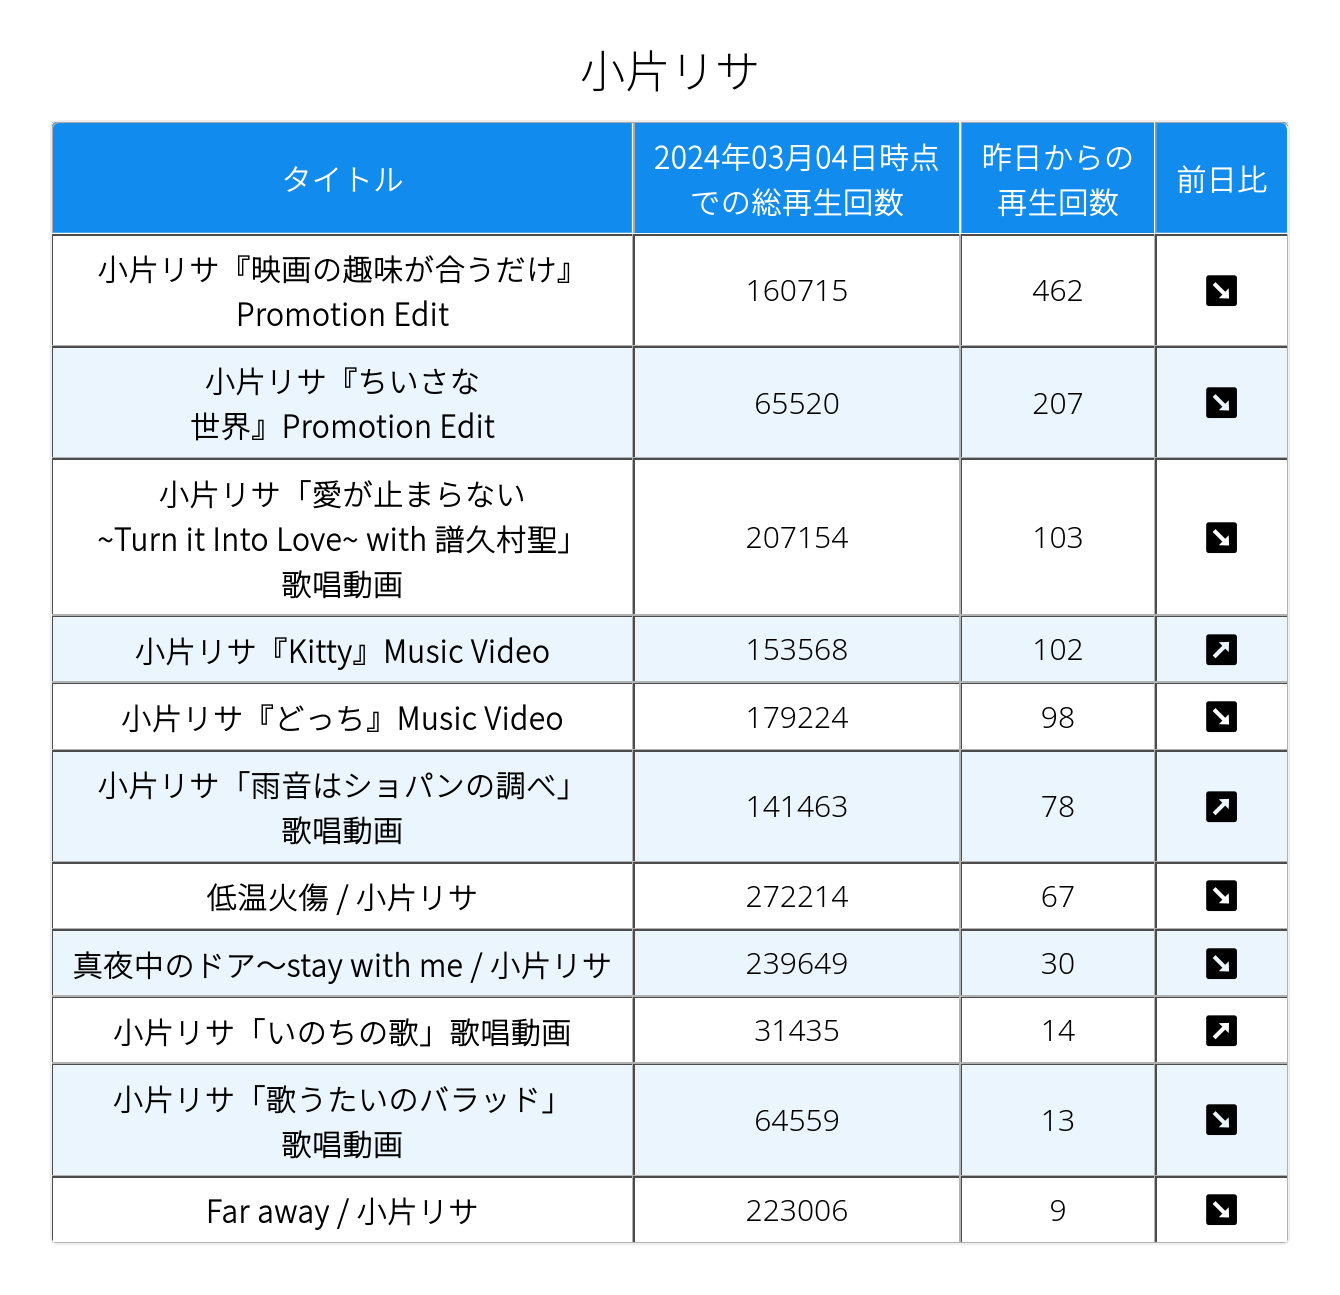 小片リサ
タイトル
2024年03月04日時点
での総再生回数
昨日からの
再生回数
前日比
小片リサ『映画の趣味が合うだけ』
Promotion Edit
160715
462
小片リサ『ちいさな
世界』Promotion Edit
65520
207
小片リサ「愛が止まらない
~Turn it Into Love~ with 譜久村聖」
歌唱動画
207154
103
小片リサ『Kitty』Music Video
153568
102
小片リサ『どっち』Music Video
179224
98
小片リサ「雨音はショパンの調べ」
歌唱動画
141463
78
低温火傷 / 小片リサ
272214
67
真夜中のドア〜stay with me / 小片リサ
239649
30
小片リサ「いのちの歌」歌唱動画
31435
14
小片リサ「歌うたいのバラッド」
歌唱動画
64559
13
Far away / 小片リサ
223006
9